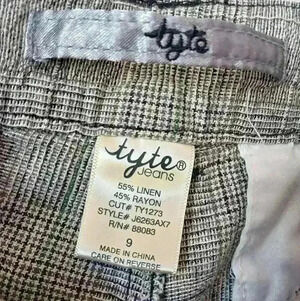 tyte
tyte®
Jeans
55% LINEN
45% RAYON
CUT# TY1273
STYLE# J6263AX7
R/N# 88083
9
MADE IN CHINA
CARE ON REVERSE